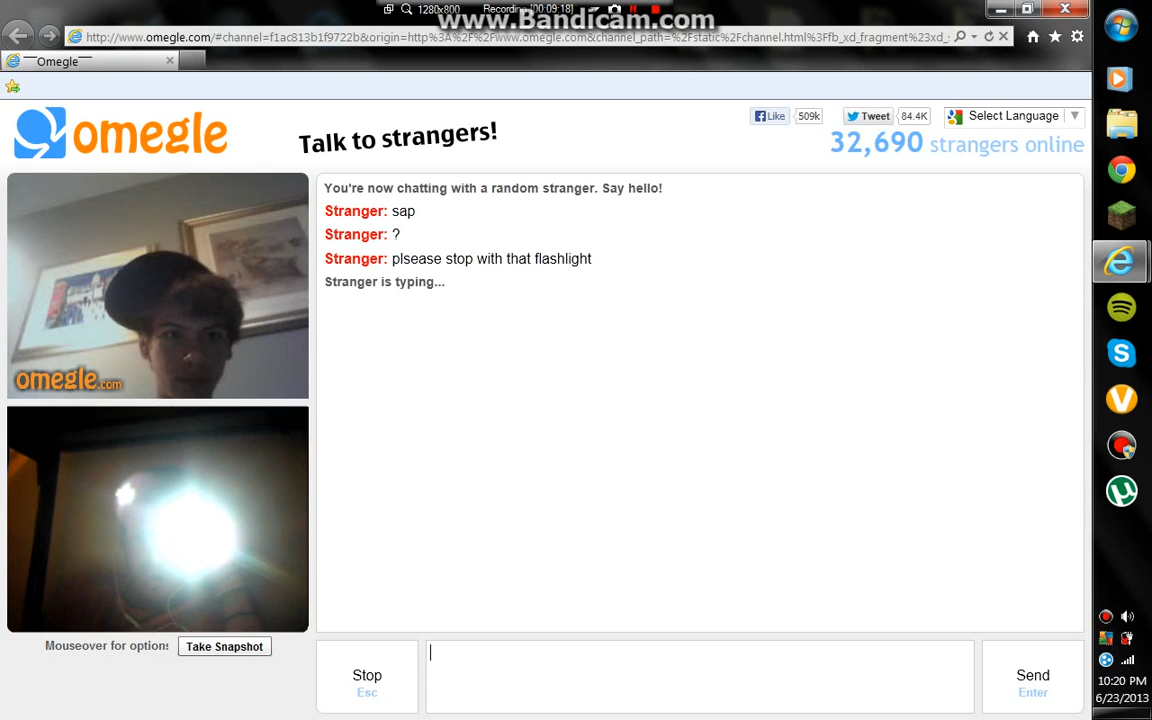 1280x800 Recording [00:09:18]
www.Bandicam.com
http://www.omegle.com/#channel=f1ac813b1f9722b&origin=http%3A%2F%2Fwww.omegle.com&channel_path=%2Fstatic%2Fchannel.html%3Ffb_xd_fragment%23xd_
Omegle
omegle
Talk to strangers!
Like 509k Tweet 84.4K Select Language
32,690 strangers online
You're now chatting with a random stranger. Say hello!
Stranger: sap
Stranger: ?
Stranger: plsease stop with that flashlight
Stranger is typing...
omegle.com
Mouseover for options Take Snapshot
Stop
Esc
Send
Enter
10:20 PM
6/23/2013